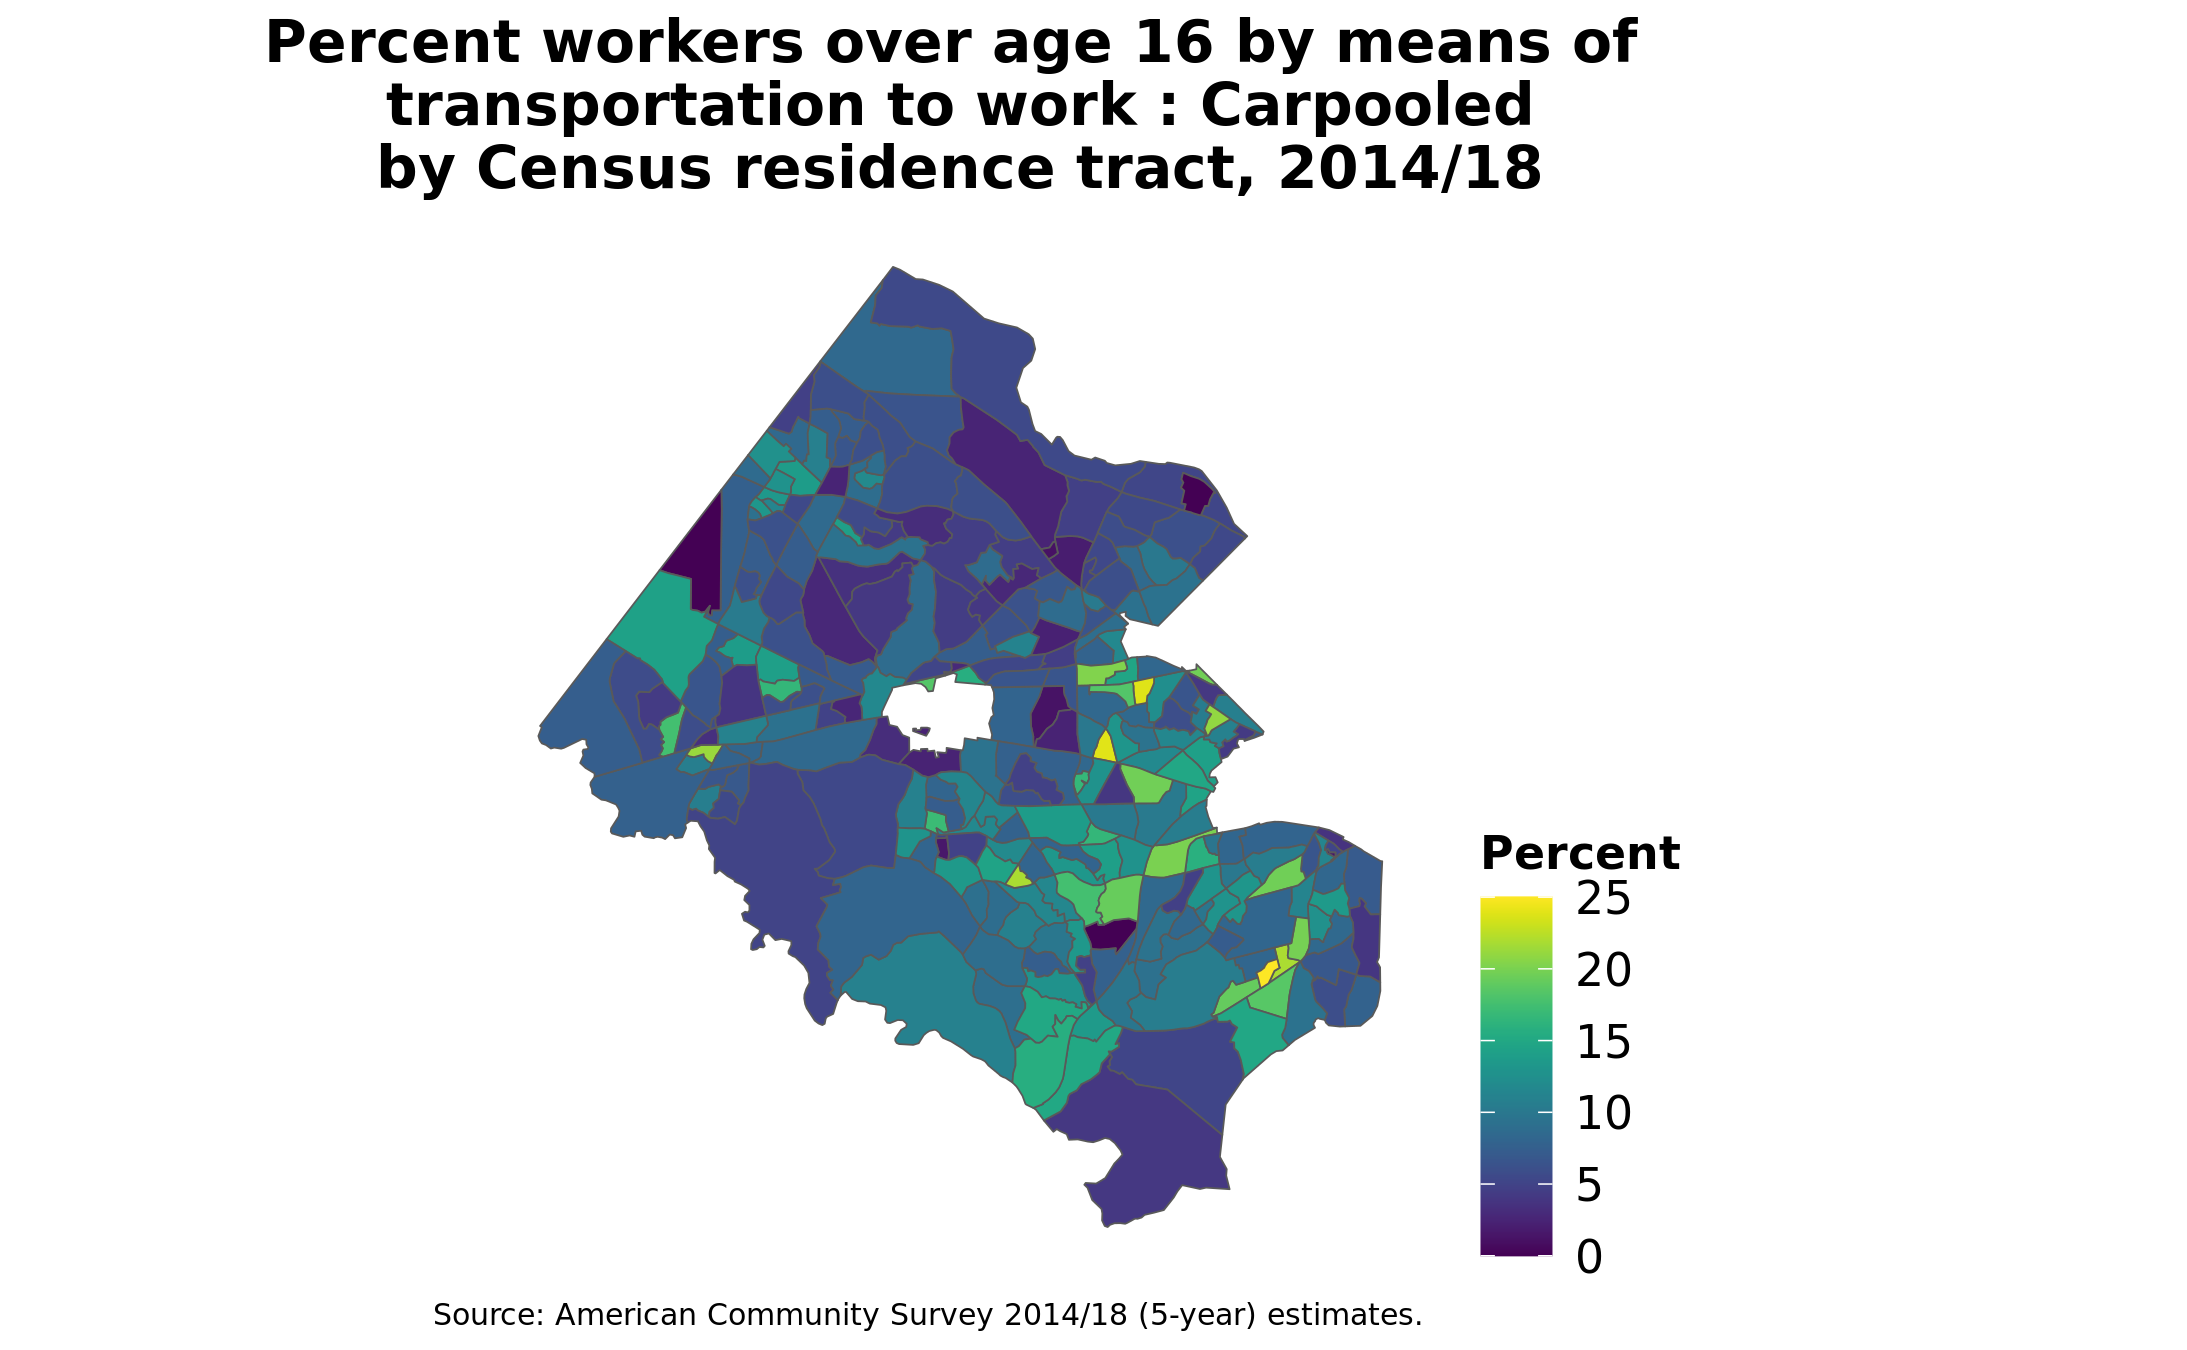 Percent workers over age 16 by means of
transportation to work : Carpooled
by Census residence tract, 2014/18
Percent
25
20
15
10
5
0
Source: American Community Survey 2014/18 (5-year) estimates.